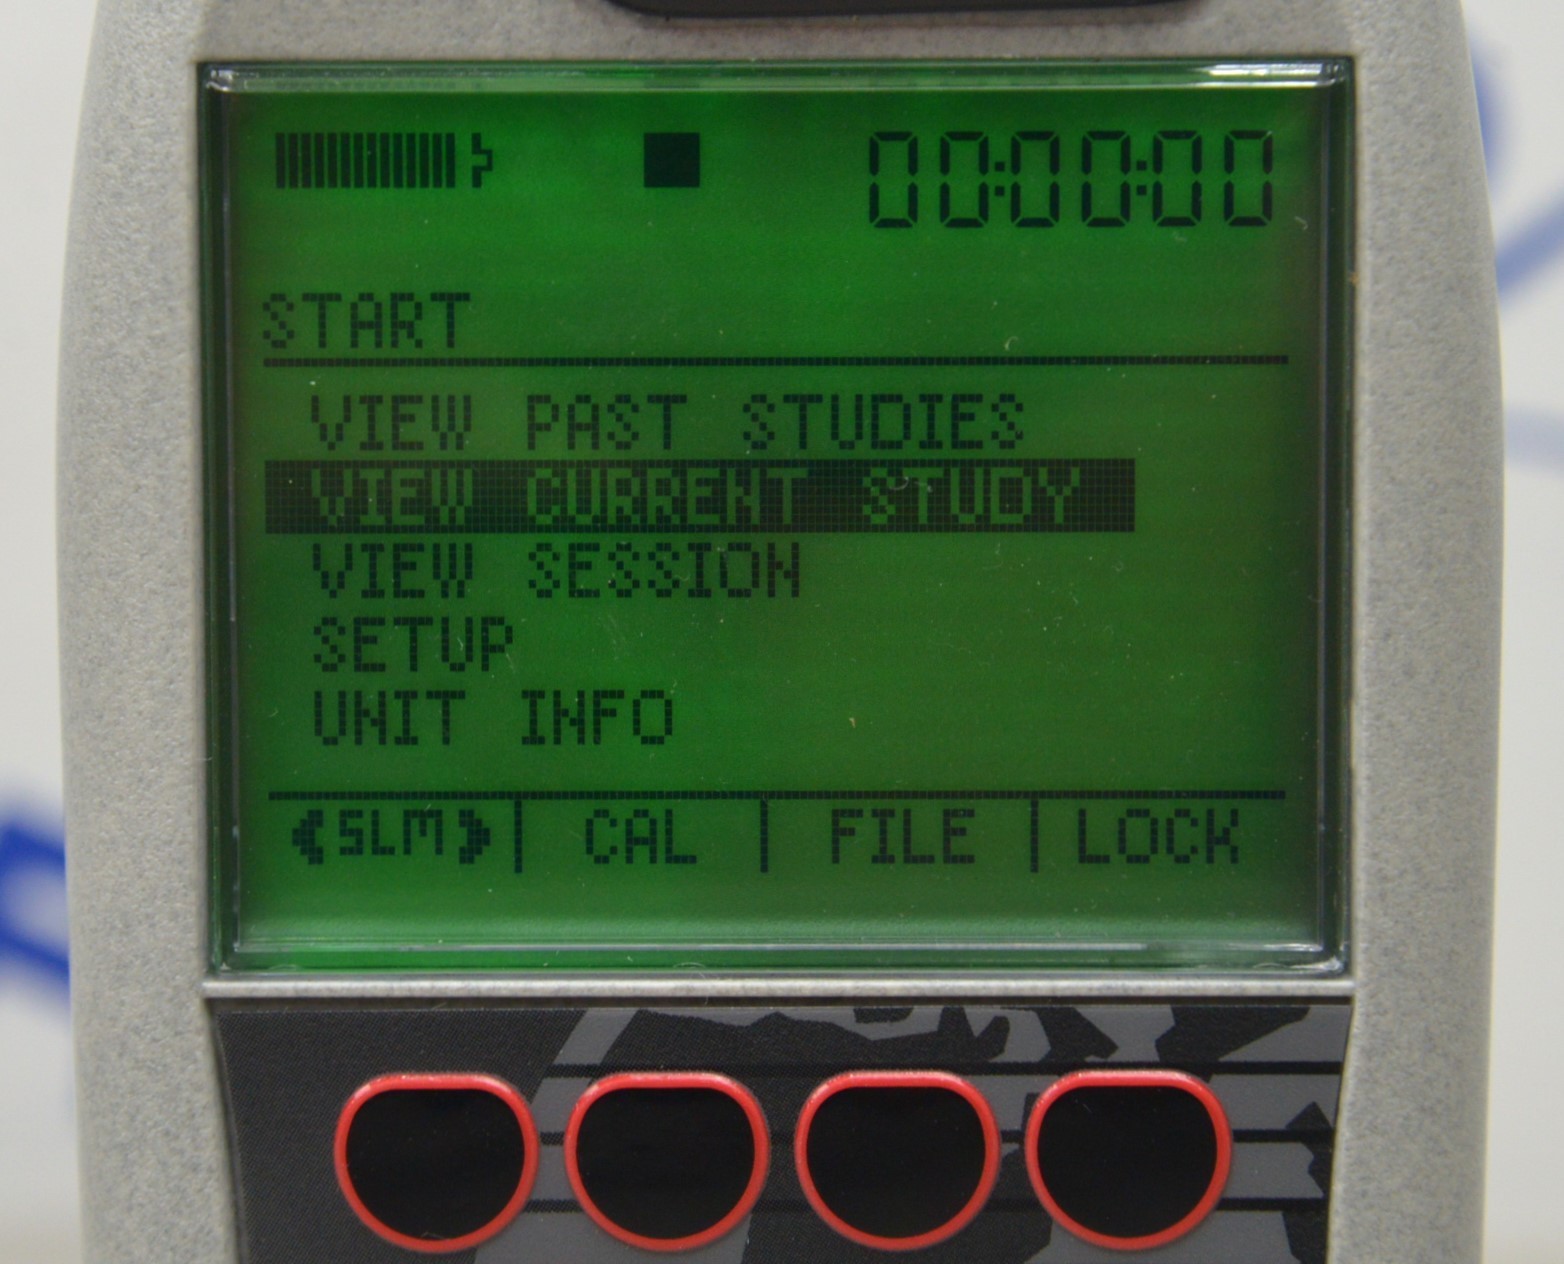 00:00:00
START
VIEW PAST STUDIES
VIEW CURRENT STUDY
VIEW SESSION
SETUP
UNIT INFO
《SLM》| CAL | FILE | LOCK